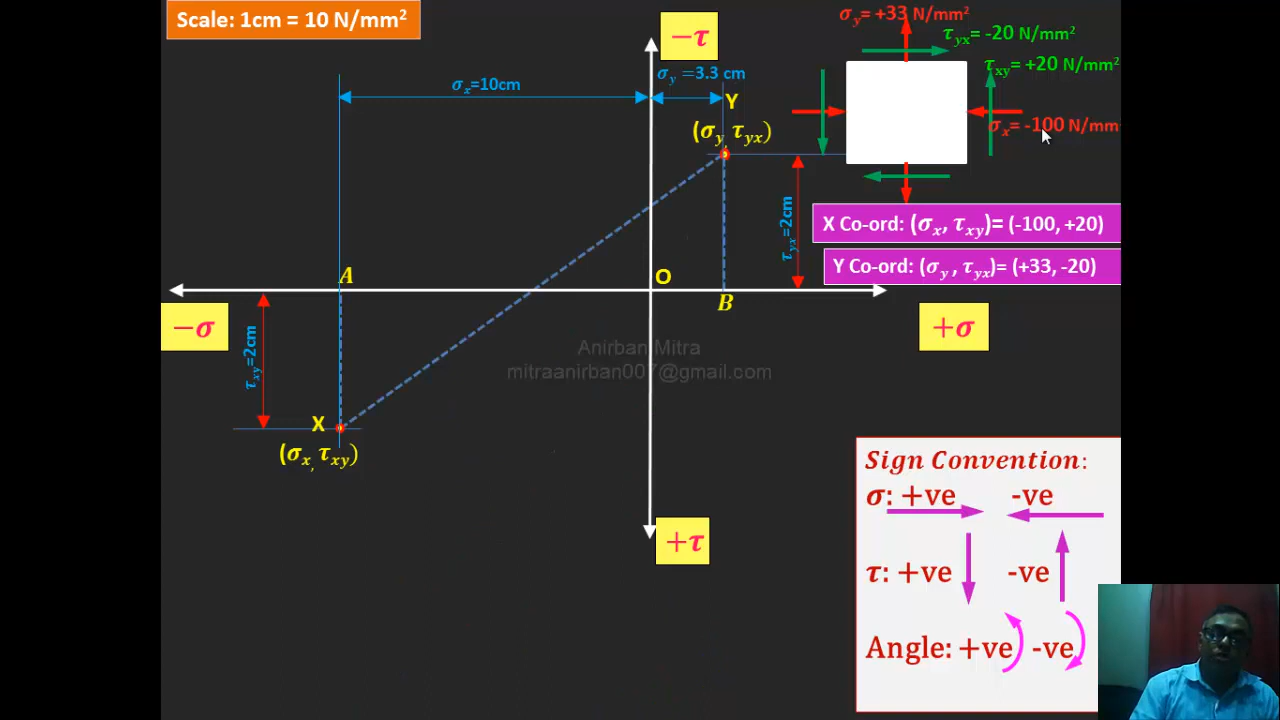 Scale: 1cm = 10 N/mm²
−τ
σy = +33 N/mm²
τyx= -20 N/mm²
τxy= +20 N/mm²
σx= -100 N/mm
σx=10cm
σy =3.3 cm
Y
(σy, τyx)
τyx=2cm
X Co-ord: (σx, τxy)= (-100, +20)
Y Co-ord: (σy , τyx)= (+33, -20)
A
O
B
−σ
+σ
τxy=2cm
Anirban Mitra
mitraanirban007@gmail.com
X
(σx, τxy)
+τ
Sign Convention:
σ: +ve -ve
τ: +ve -ve
Angle: +ve -ve